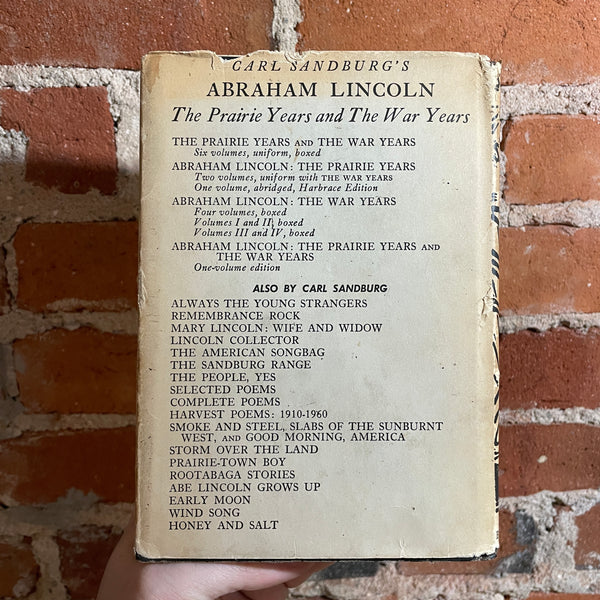 CARL SANDBURG'S
ABRAHAM LINCOLN
The Prairie Years and The War Years
THE PRAIRIE YEARS AND THE WAR YEARS
Six volumes, uniform, boxed
ABRAHAM LINCOLN: THE PRAIRIE YEARS
Two volumes, uniform with THE WAR YEARS
One volume, abridged, Harbrace Edition
ABRAHAM LINCOLN: THE WAR YEARS
Four volumes, boxed
Volumes I and II, boxed
Volumes III and IV, boxed
ABRAHAM LINCOLN: THE PRAIRIE YEARS AND
THE WAR YEARS
One-volume edition
ALSO BY CARL SANDBURG
ALWAYS THE YOUNG STRANGERS
REMEMBRANCE ROCK
MARY LINCOLN: WIFE AND WIDOW
LINCOLN COLLECTOR
THE AMERICAN SONGBAG
THE SANDBURG RANGE
THE PEOPLE, YES
SELECTED POEMS
COMPLETE POEMS
HARVEST POEMS: 1910-1960
SMOKE AND STEEL, SLABS OF THE SUNBURNT
WEST, AND GOOD MORNING, AMERICA
STORM OVER THE LAND
PRAIRIE-TOWN BOY
ROOTABAGA STORIES
ABE LINCOLN GROWS UP
EARLY MOON
WIND SONG
HONEY AND SALT